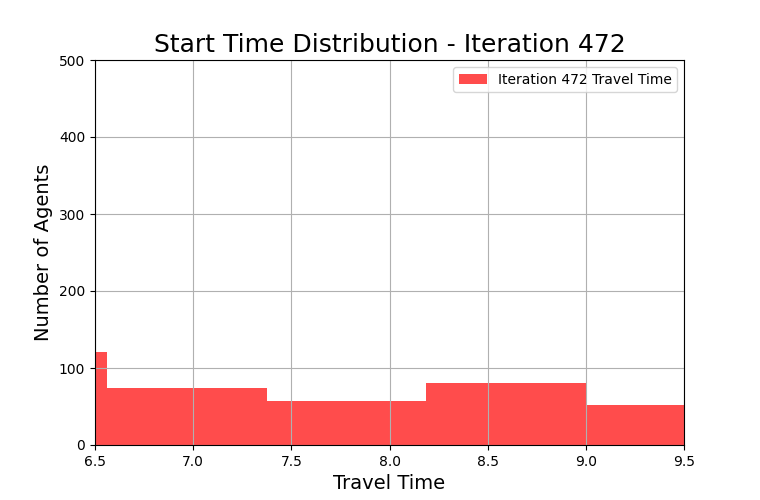 Start Time Distribution - Iteration 472
Iteration 472 Travel Time
Number of Agents
500
400
300
200
100
0
6.5 7.0 7.5 8.0 8.5 9.0 9.5
Travel Time